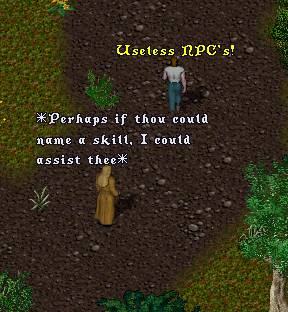 Useless NPC's!
*Perhaps if thou could
name a skill, I could
assist thee*